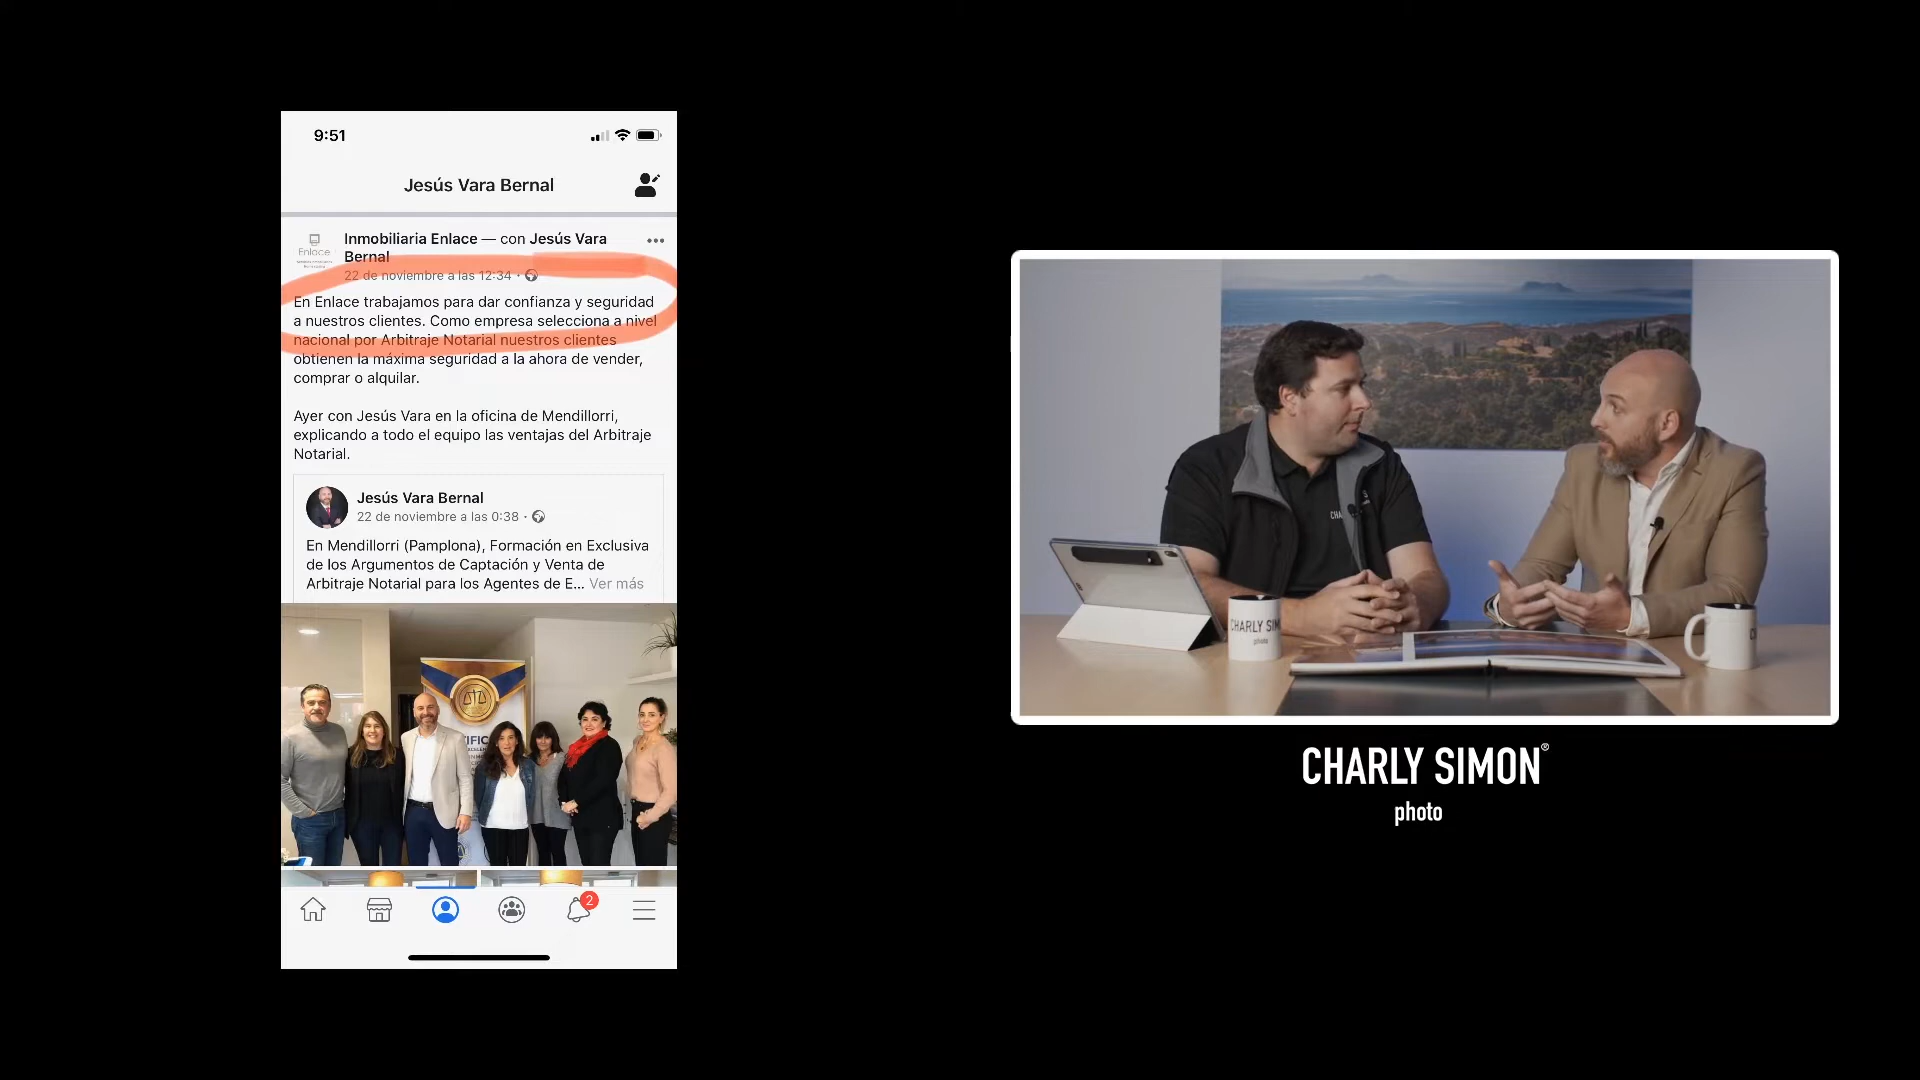 9:51
Jesús Vara Bernal
Enlace
Inmobiliaria Enlace — con Jesús Vara
Bernal
22 de noviembre a las 12:34 ·
En Enlace trabajamos para dar confianza y seguridad
a nuestros clientes. Como empresa selecciona a nivel
nacional por Arbitraje Notarial nuestros clientes
obtienen la máxima seguridad a la ahora de vender,
comprar o alquilar.
Ayer con Jesús Vara en la oficina de Mendillorri,
explicando a todo el equipo las ventajas del Arbitraje
Notarial.
Jesús Vara Bernal
22 de noviembre a las 0:38 ·
En Mendillorri (Pamplona), Formación en Exclusiva
de los Argumentos de Captación y Venta de
Arbitraje Notarial para los Agentes de E... Ver más
2
CHARLY SIM
photo
CHARLY SIMON®
photo